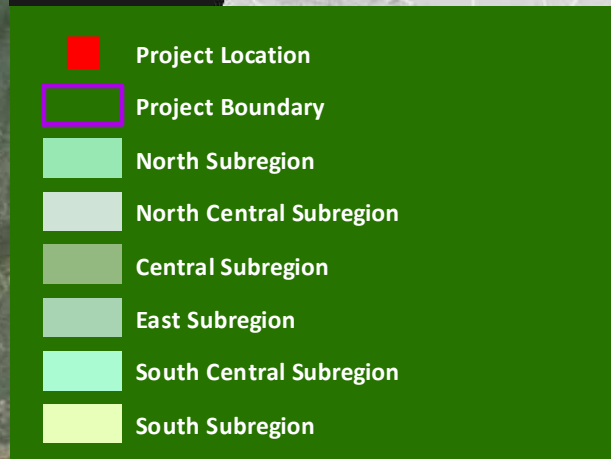 Project Location
Project Boundary
North Subregion
North Central Subregion
Central Subregion
East Subregion
South Central Subregion
South Subregion